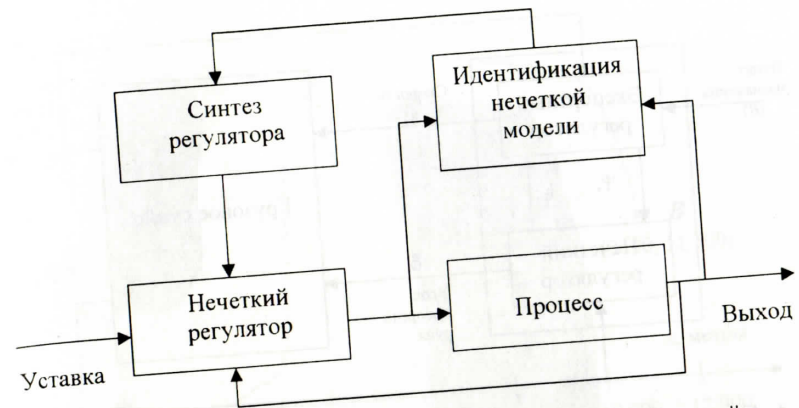 Синтез
регулятора
Идентификация
нечеткой
модели
Нечеткий
регулятор
Процесс
Выход
Уставка